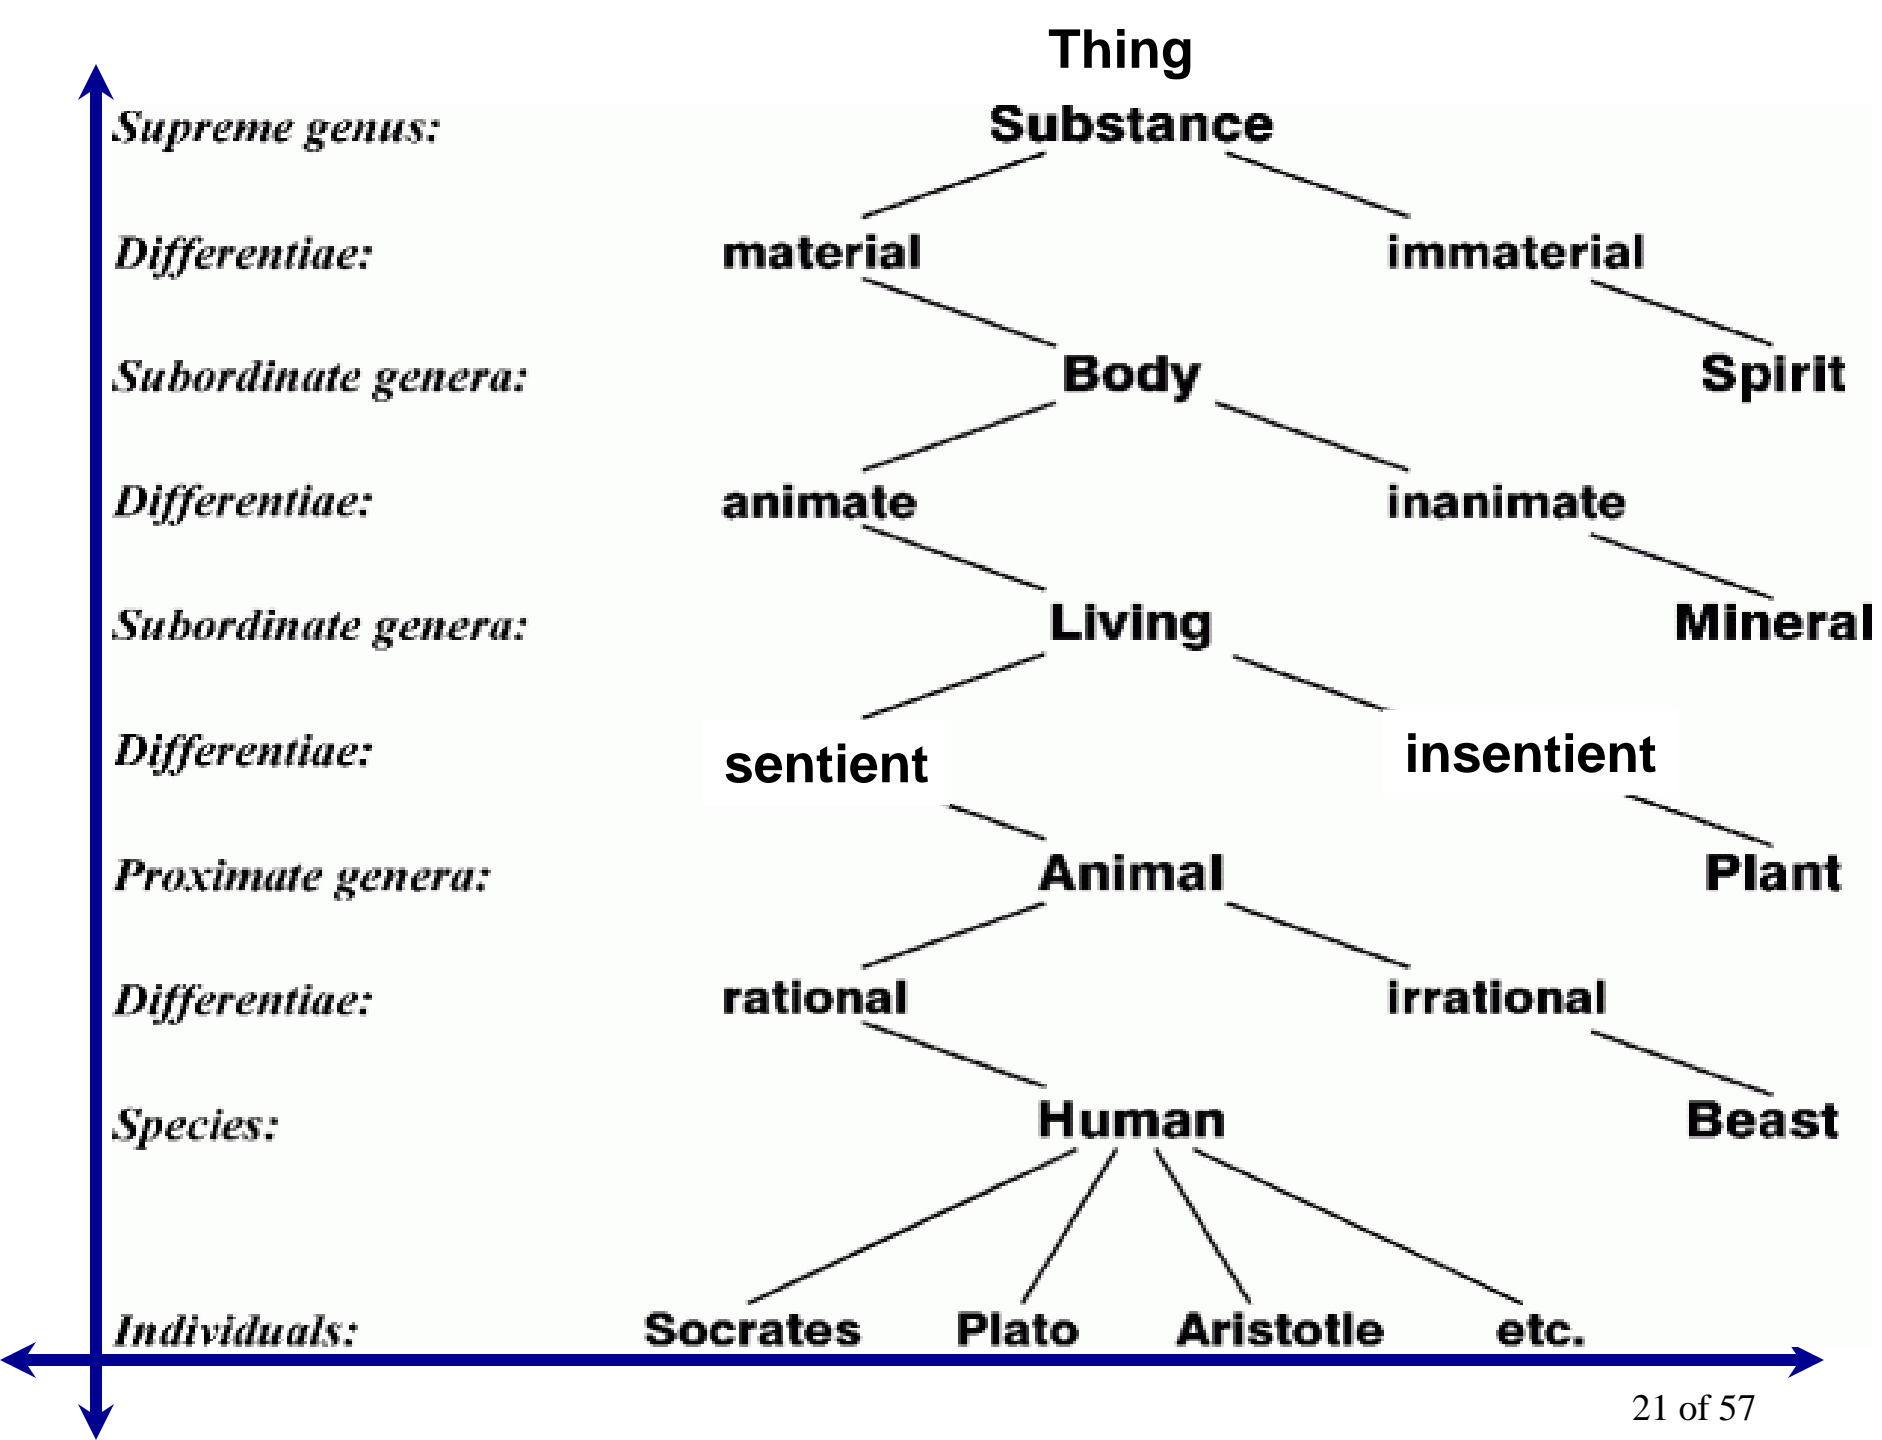 Thing
Supreme genus: Substance
Differentiae: material immaterial
Subordinate genera: Body Spirit
Differentiae: animate inanimate
Subordinate genera: Living Mineral
Differentiae: sentient insentient
Proximate genera: Animal Plant
Differentiae: rational irrational
Species: Human Beast
Individuals: Socrates Plato Aristotle etc.
21 of 57